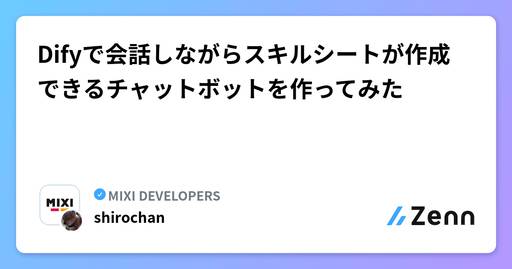 Difyで会話しながらスキルシートが作成
できるチャットボットを作ってみた
MIXI
MIXI DEVELOPERS
shirochan
Zenn